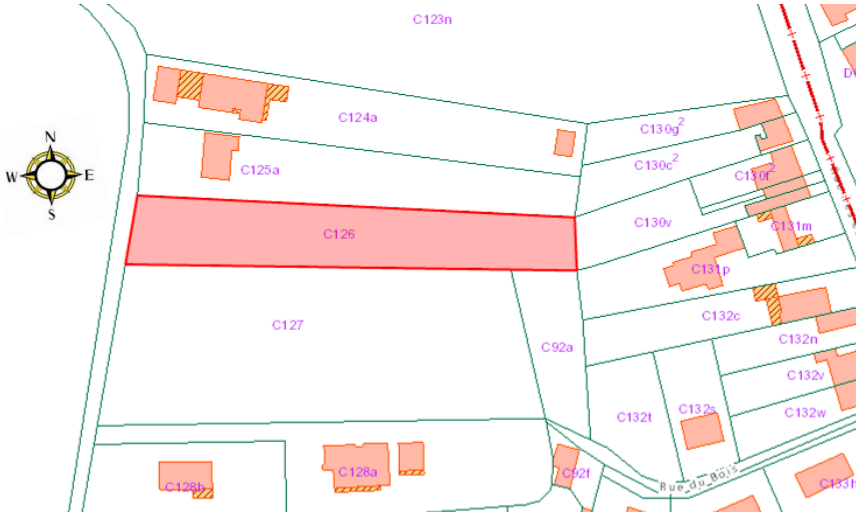 C123n
C124a
C130g²
N
W E
S
C125a
C130c²
C130f²
C126
C130v
C131m
C131p
C127
C132c
C92a
C132n
C132v
C132t
C132s
C132w
C128b
C128a
C92f
Rue du Bois
C133h